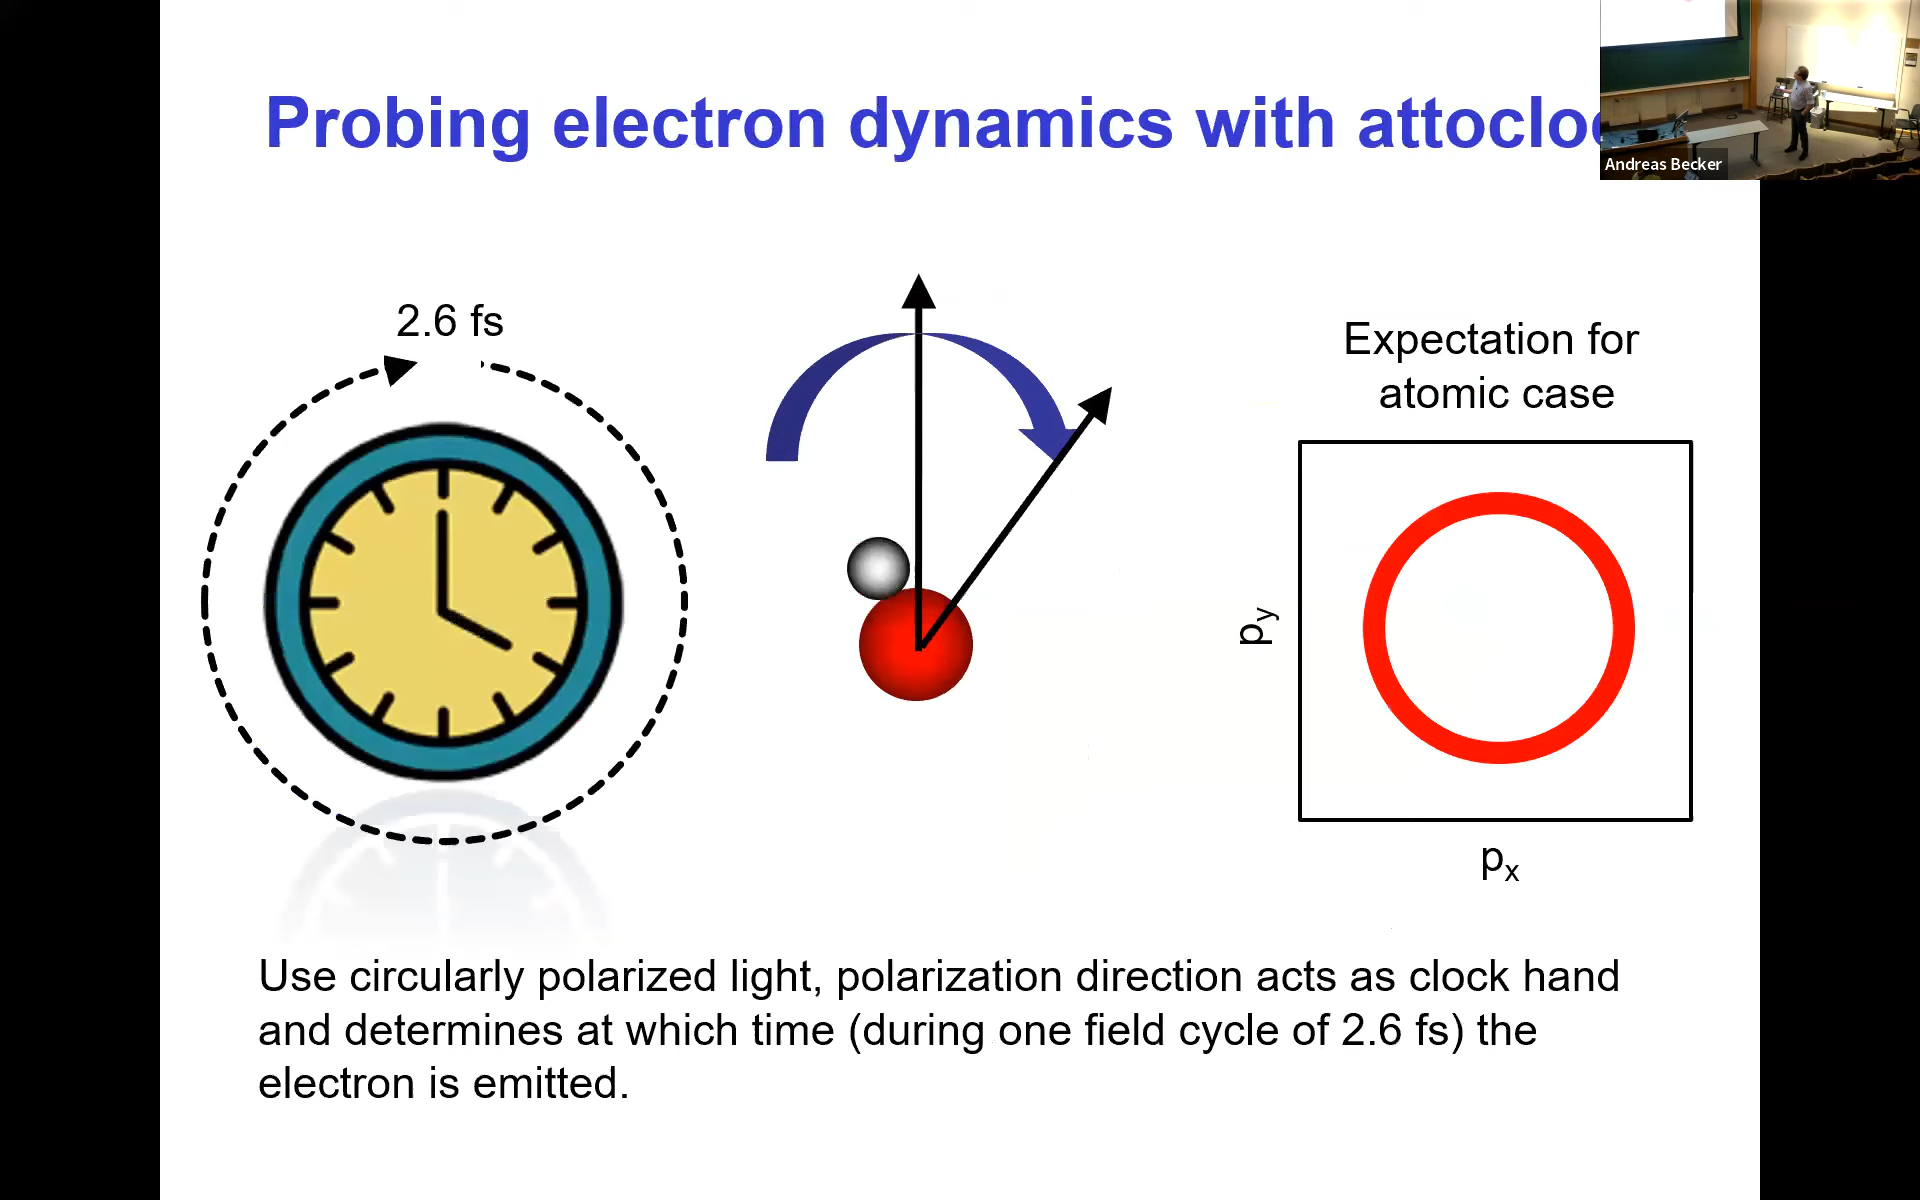 Probing electron dynamics with attoclo
Andreas Becker
2.6 fs
Expectation for
atomic case
py
px
Use circularly polarized light, polarization direction acts as clock hand
and determines at which time (during one field cycle of 2.6 fs) the
electron is emitted.